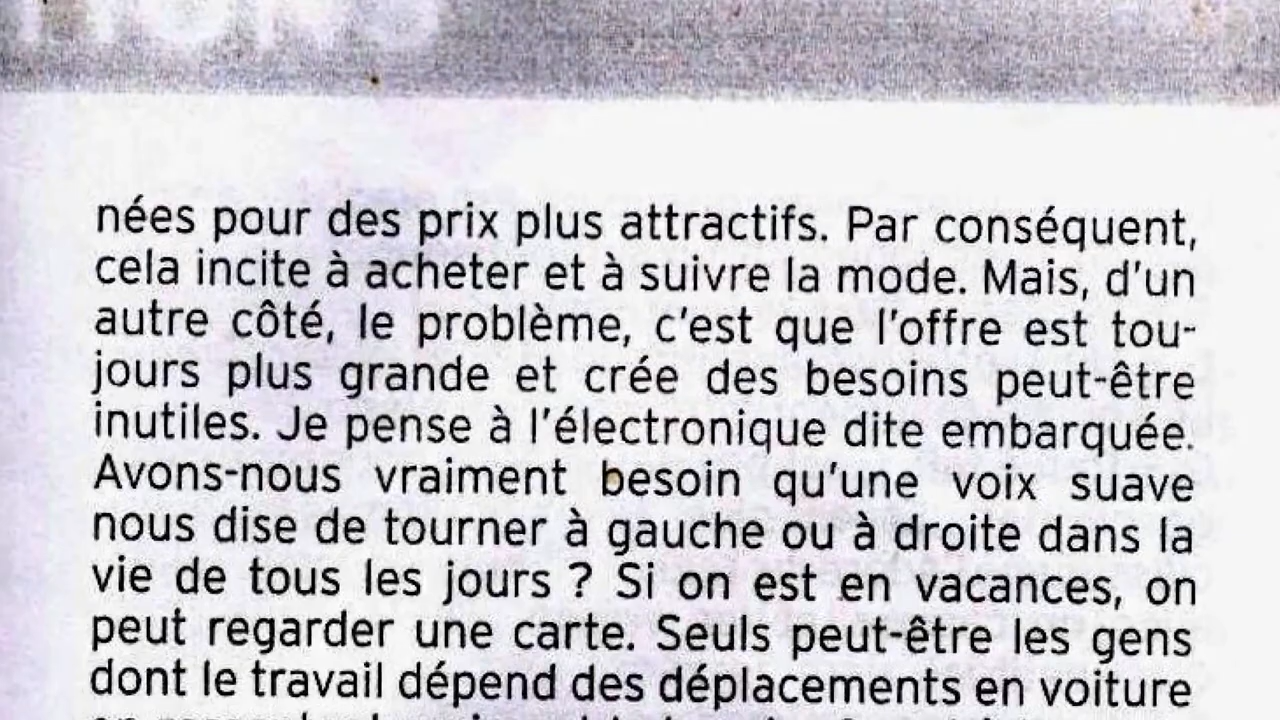 nées pour des prix plus attractifs. Par conséquent,
cela incite à acheter et à suivre la mode. Mais, d'un
autre côté, le problème, c'est que l'offre est tou-
jours plus grande et crée des besoins peut-être
inutiles. Je pense à l'électronique dite embarquée.
Avons-nous vraiment besoin qu'une voix suave
nous dise de tourner à gauche ou à droite dans la
vie de tous les jours ? Si on est en vacances, on
peut regarder une carte. Seuls peut-être les gens
dont le travail dépend des déplacements en voiture